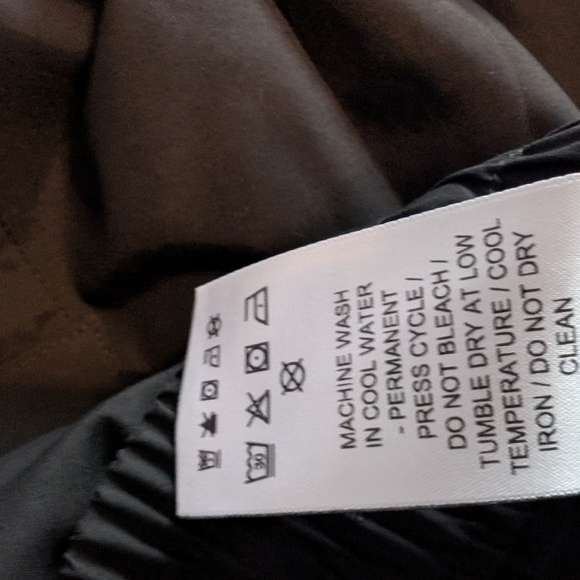 30
MACHINE WASH
IN COOL WATER
- PERMANENT
PRESS CYCLE /
DO NOT BLEACH /
TUMBLE DRY AT LOW
TEMPERATURE / COOL
IRON / DO NOT DRY
CLEAN